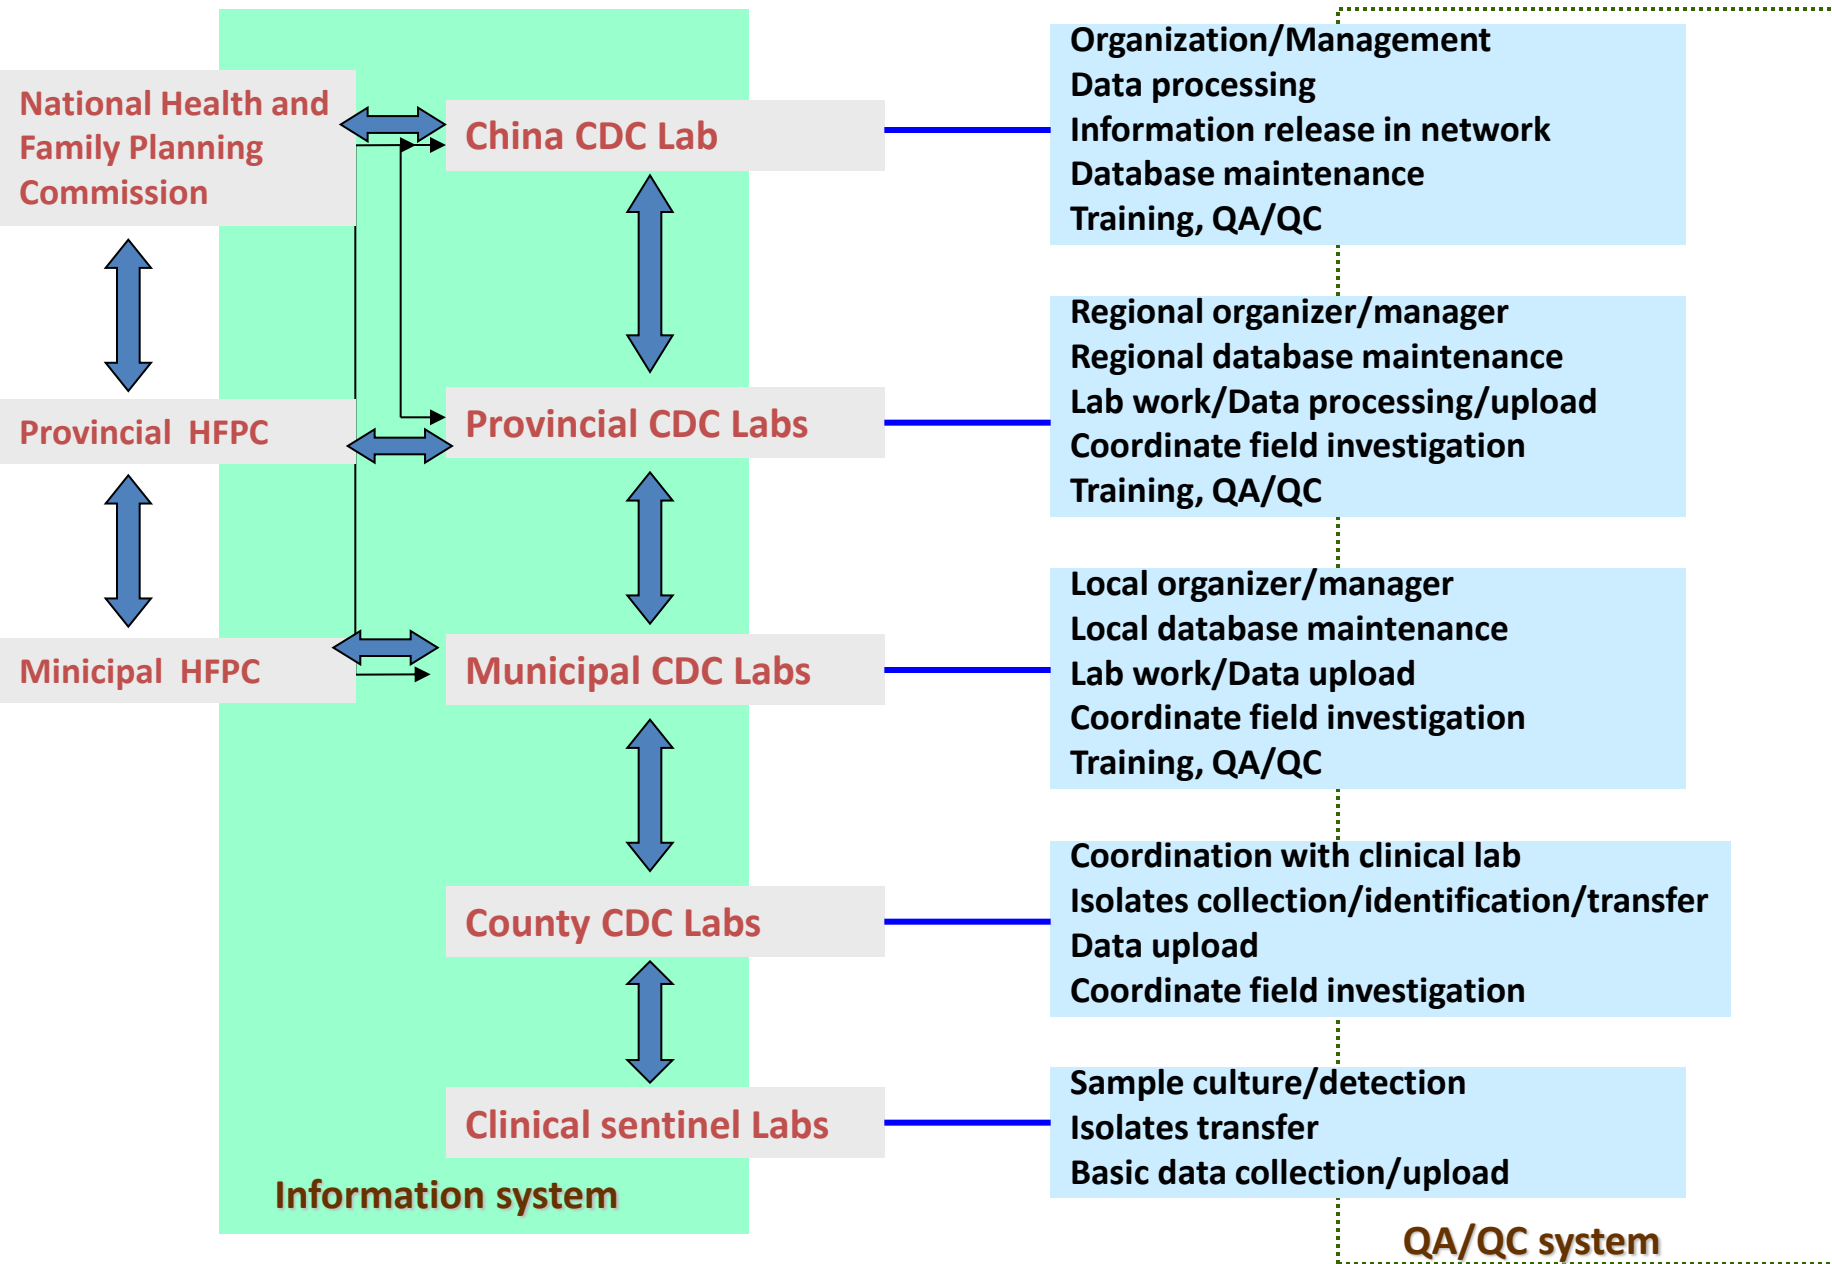 National Health and
Family Planning
Commission
Provincial  HFPC
Minicipal  HFPC
China CDC Lab
Provincial CDC Labs
Municipal CDC Labs
County CDC Labs
Clinical sentinel Labs
Information system
Organization/Management
Data processing
Information release in network
Database maintenance
Training, QA/QC
Regional organizer/manager
Regional database maintenance
Lab work/Data processing/upload
Coordinate field investigation
Training, QA/QC
Local organizer/manager
Local database maintenance
Lab work/Data upload
Coordinate field investigation
Training, QA/QC
Coordination with clinical lab
Isolates collection/identification/transfer
Data upload
Coordinate field investigation
Sample culture/detection
Isolates transfer
Basic data collection/upload
QA/QC system